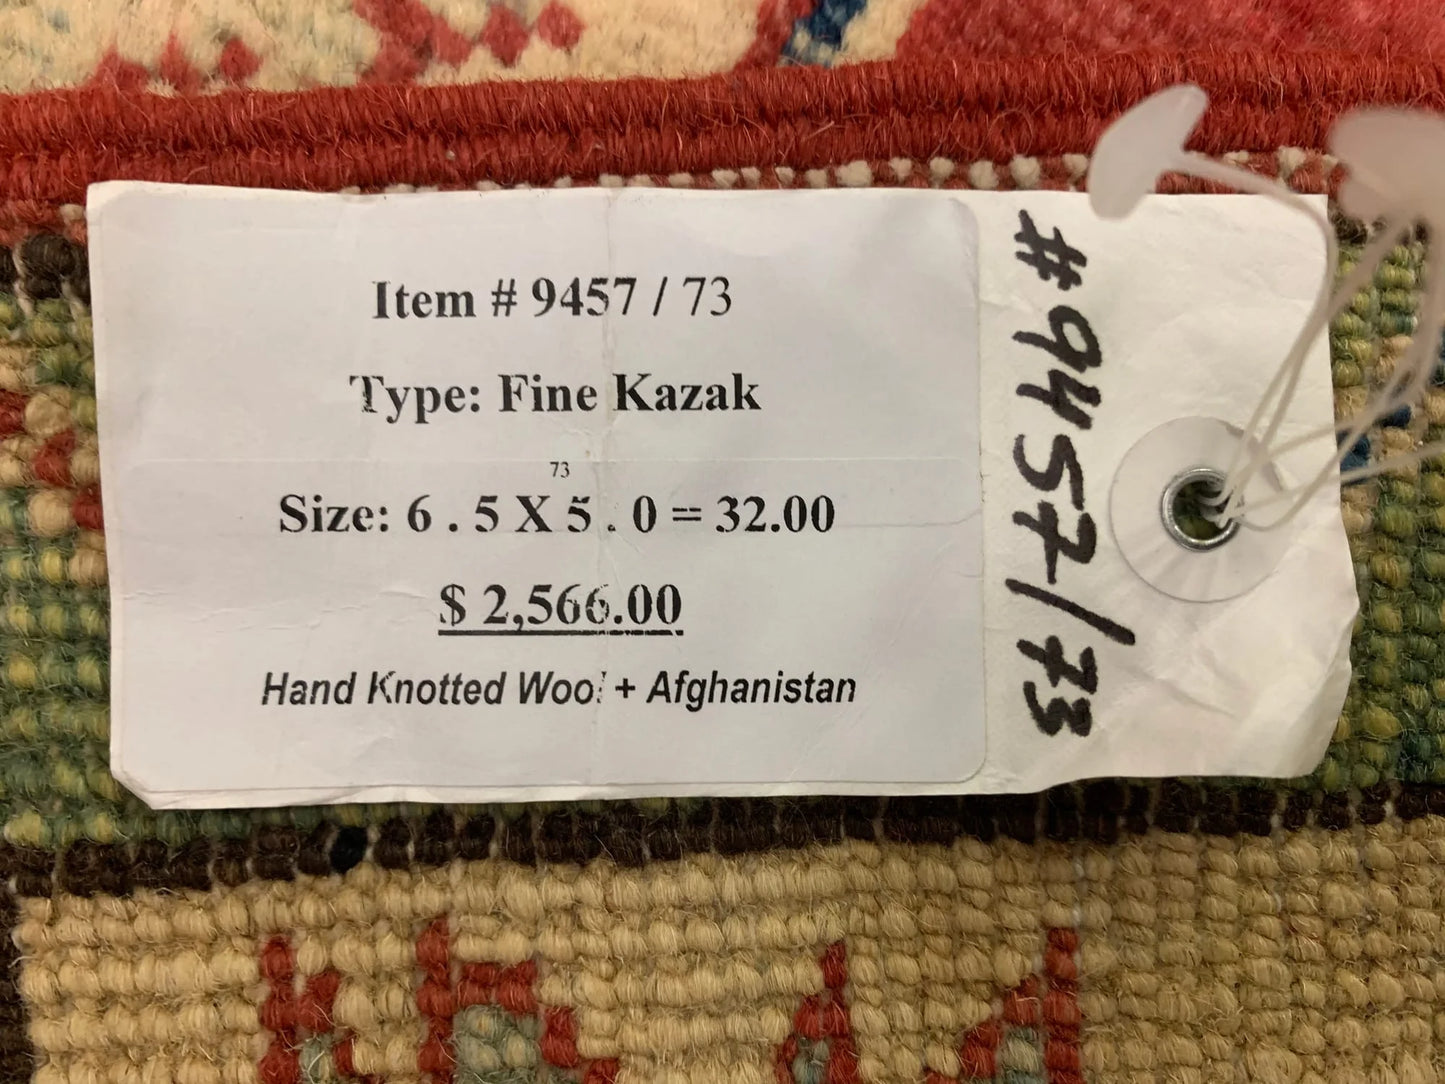 Item # 9457 / 73
Type: Fine Kazak
73
Size: 6 . 5 X 5 . 0 = 32.00
$ 2,566.00
Hand Knotted Wool + Afghanistan
#9457/73